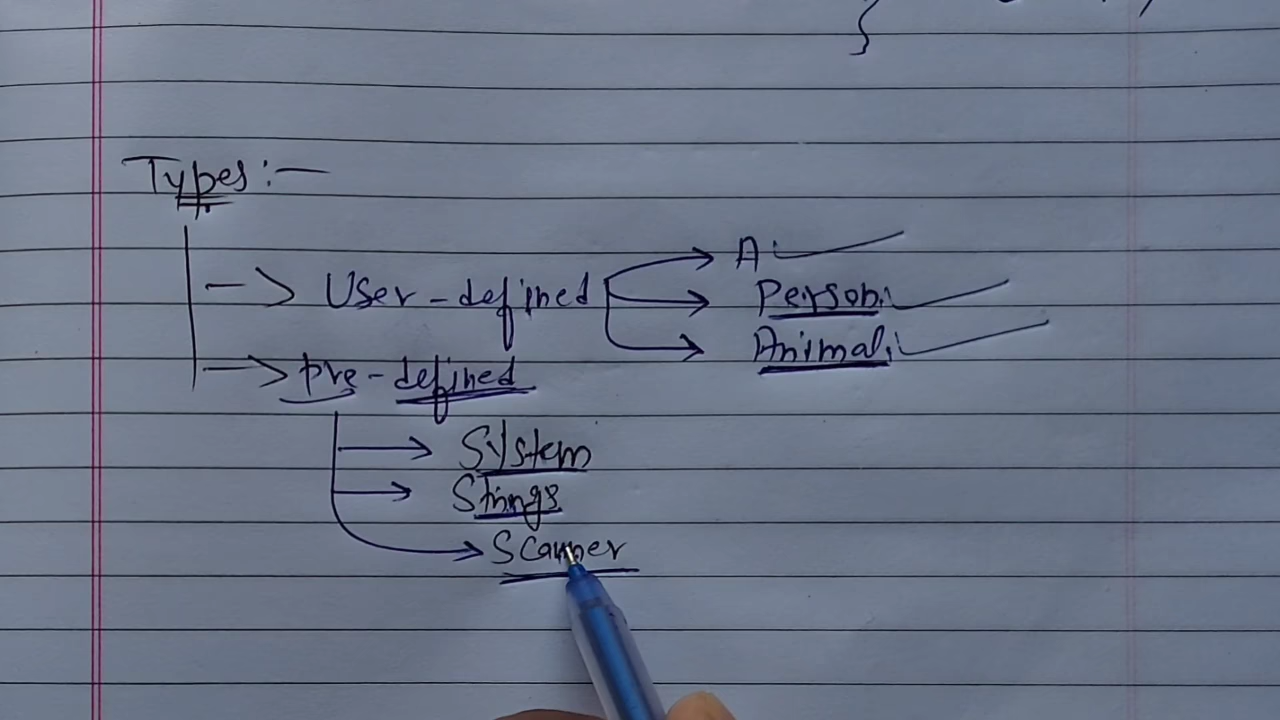 }
Types:-
-> User-defined -> A
-> Person
-> Animal
-> pre-defined
-> System
-> Strings
-> Scanner